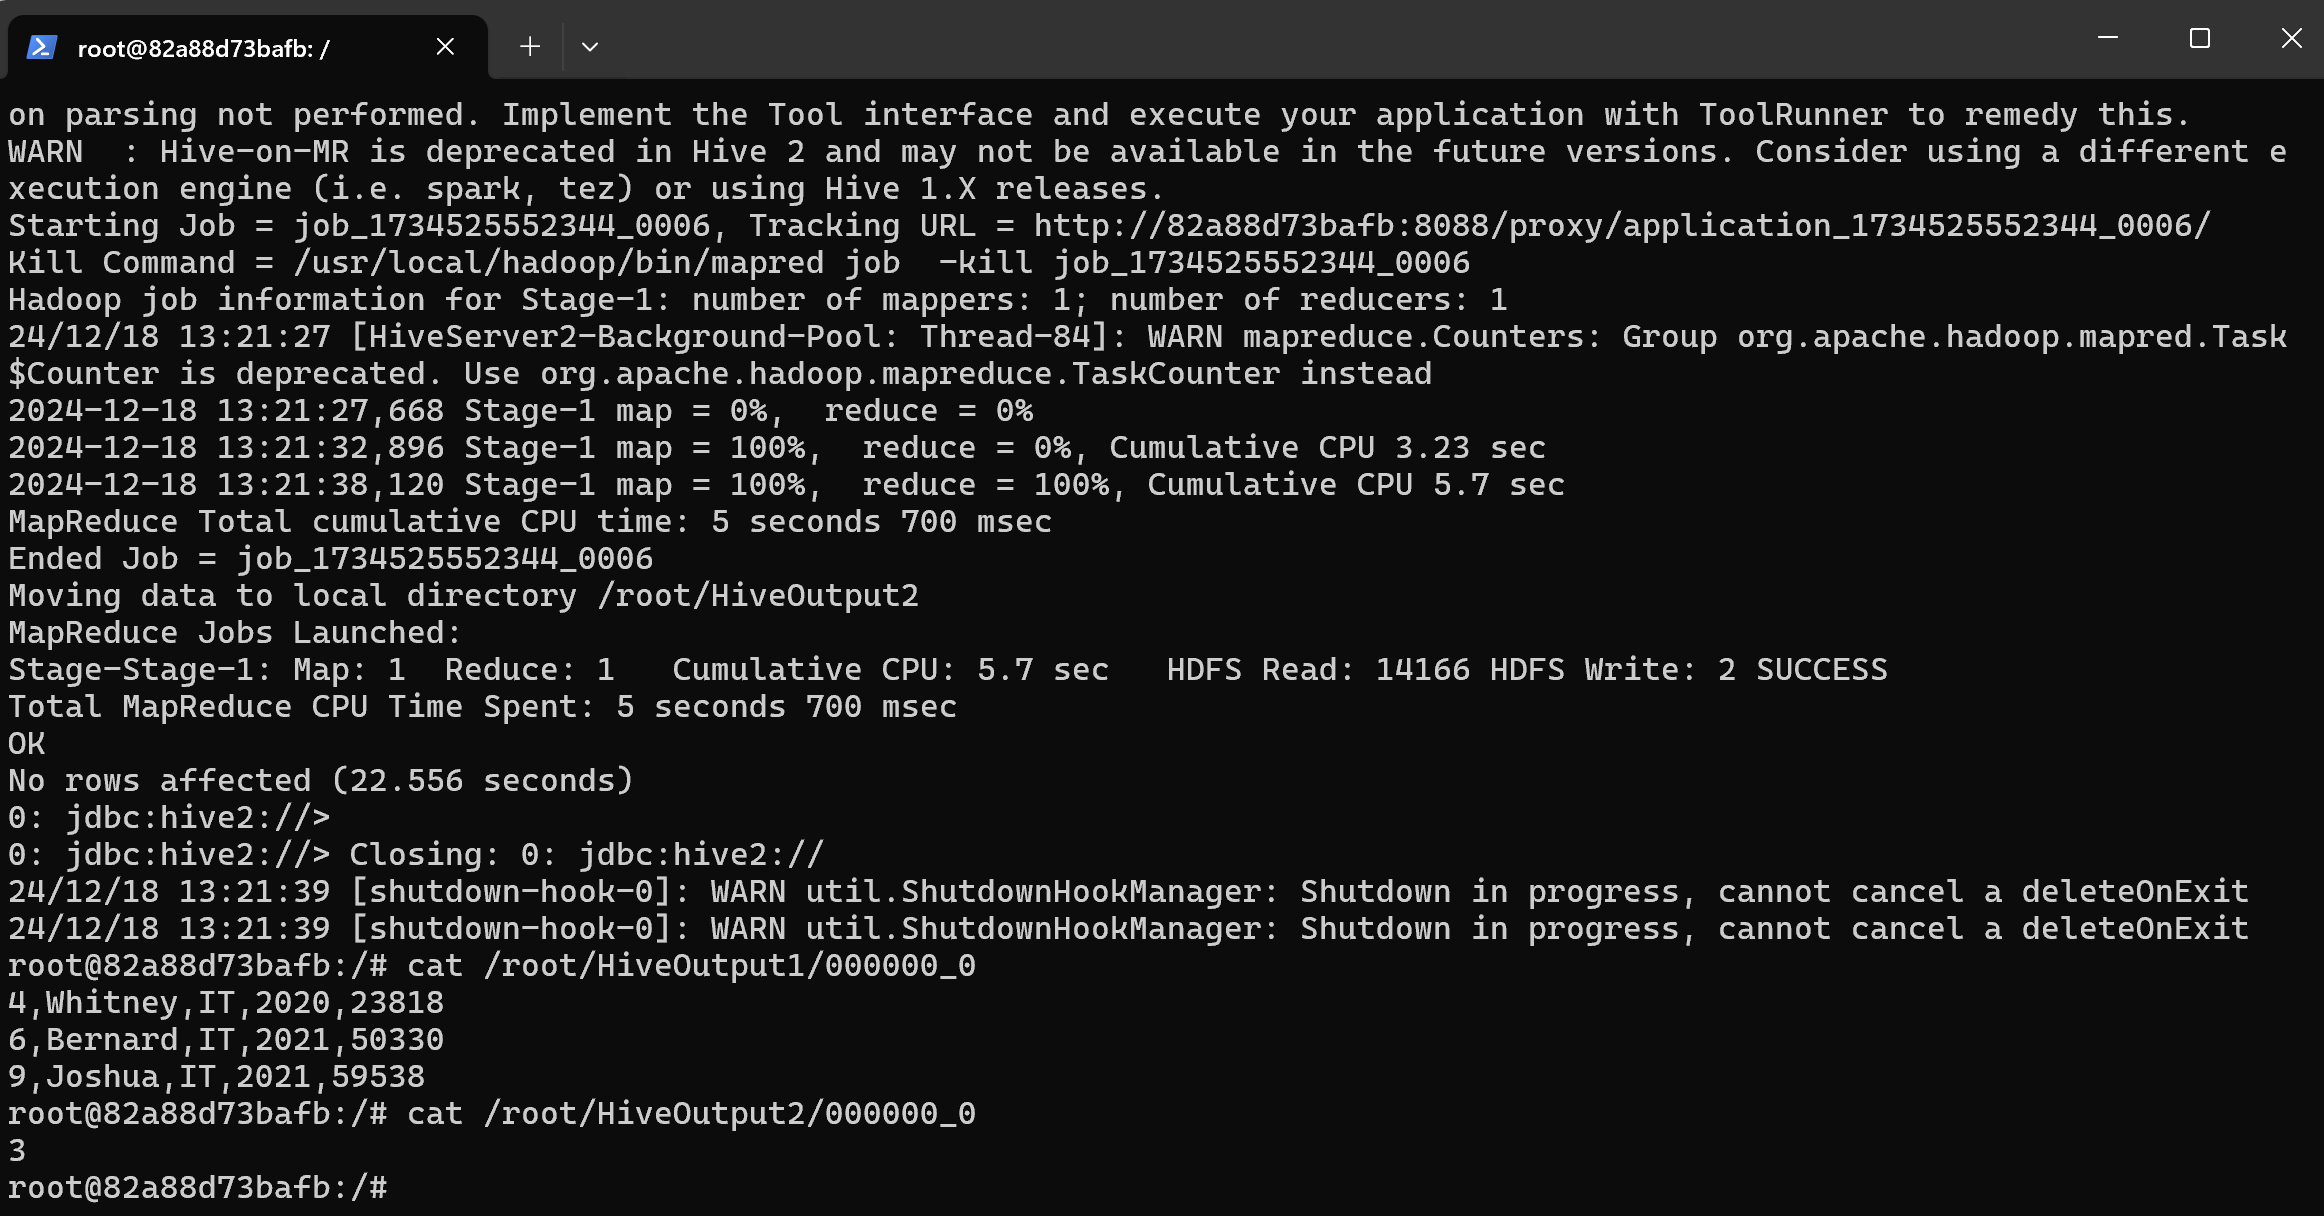 root@82a88d73bafb: /
on parsing not performed. Implement the Tool interface and execute your application with ToolRunner to remedy this.
WARN  : Hive-on-MR is deprecated in Hive 2 and may not be available in the future versions. Consider using a different e
xecution engine (i.e. spark, tez) or using Hive 1.X releases.
Starting Job = job_1734525552344_0006, Tracking URL = http://82a88d73bafb:8088/proxy/application_1734525552344_0006/
Kill Command = /usr/local/hadoop/bin/mapred job  -kill job_1734525552344_0006
Hadoop job information for Stage-1: number of mappers: 1; number of reducers: 1
24/12/18 13:21:27 [HiveServer2-Background-Pool: Thread-84]: WARN mapreduce.Counters: Group org.apache.hadoop.mapred.Task
$Counter is deprecated. Use org.apache.hadoop.mapreduce.TaskCounter instead
2024-12-18 13:21:27,668 Stage-1 map = 0%,  reduce = 0%
2024-12-18 13:21:32,896 Stage-1 map = 100%,  reduce = 0%, Cumulative CPU 3.23 sec
2024-12-18 13:21:38,120 Stage-1 map = 100%,  reduce = 100%, Cumulative CPU 5.7 sec
MapReduce Total cumulative CPU time: 5 seconds 700 msec
Ended Job = job_1734525552344_0006
Moving data to local directory /root/HiveOutput2
MapReduce Jobs Launched:
Stage-Stage-1: Map: 1  Reduce: 1   Cumulative CPU: 5.7 sec   HDFS Read: 14166 HDFS Write: 2 SUCCESS
Total MapReduce CPU Time Spent: 5 seconds 700 msec
OK
No rows affected (22.556 seconds)
0: jdbc:hive2://>
0: jdbc:hive2://> Closing: 0: jdbc:hive2://
24/12/18 13:21:39 [shutdown-hook-0]: WARN util.ShutdownHookManager: Shutdown in progress, cannot cancel a deleteOnExit
24/12/18 13:21:39 [shutdown-hook-0]: WARN util.ShutdownHookManager: Shutdown in progress, cannot cancel a deleteOnExit
root@82a88d73bafb:/# cat /root/HiveOutput1/000000_0
4,Whitney,IT,2020,23818
6,Bernard,IT,2021,50330
9,Joshua,IT,2021,59538
root@82a88d73bafb:/# cat /root/HiveOutput2/000000_0
3
root@82a88d73bafb:/#